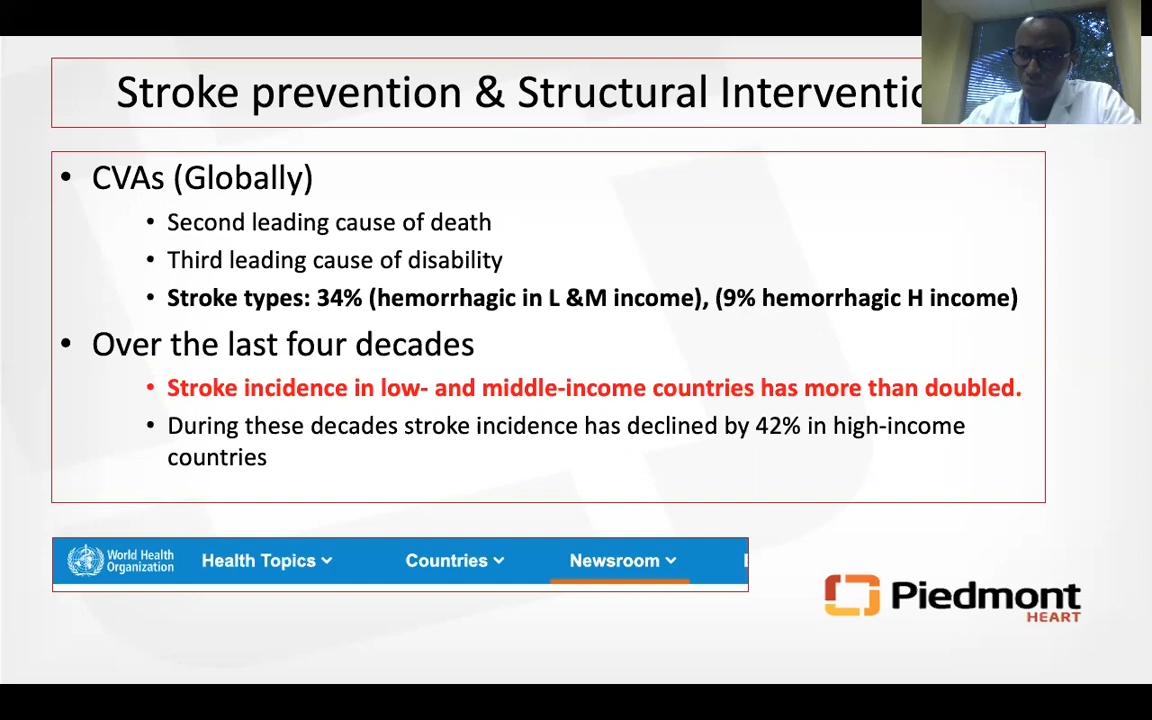 Stroke prevention & Structural
• CVAs (Globally)
• Second leading cause of death
• Third leading cause of disability
• Stroke types: 34% (hemorrhagic in L &M income), (9% hemorrhagic H income)
• Over the last four decades
• Stroke incidence in low- and middle-income countries has more than doubled.
• During these decades stroke incidence has declined by 42% in high-income
countries
World Health
Organization
Health Topics
Countries
Newsroom
Piedmont
HEART